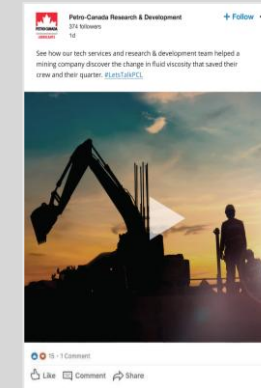 Petro-Canada Research & Development
+ Follow
374 followers
1d
PETRO-CANADA
See how our tech services and research & development team helped a
mining company discover the change in fluid viscosity that saved their
crew and their quarter. #LetsTalkPCL
15 · 1 Comment
Like Comment Share